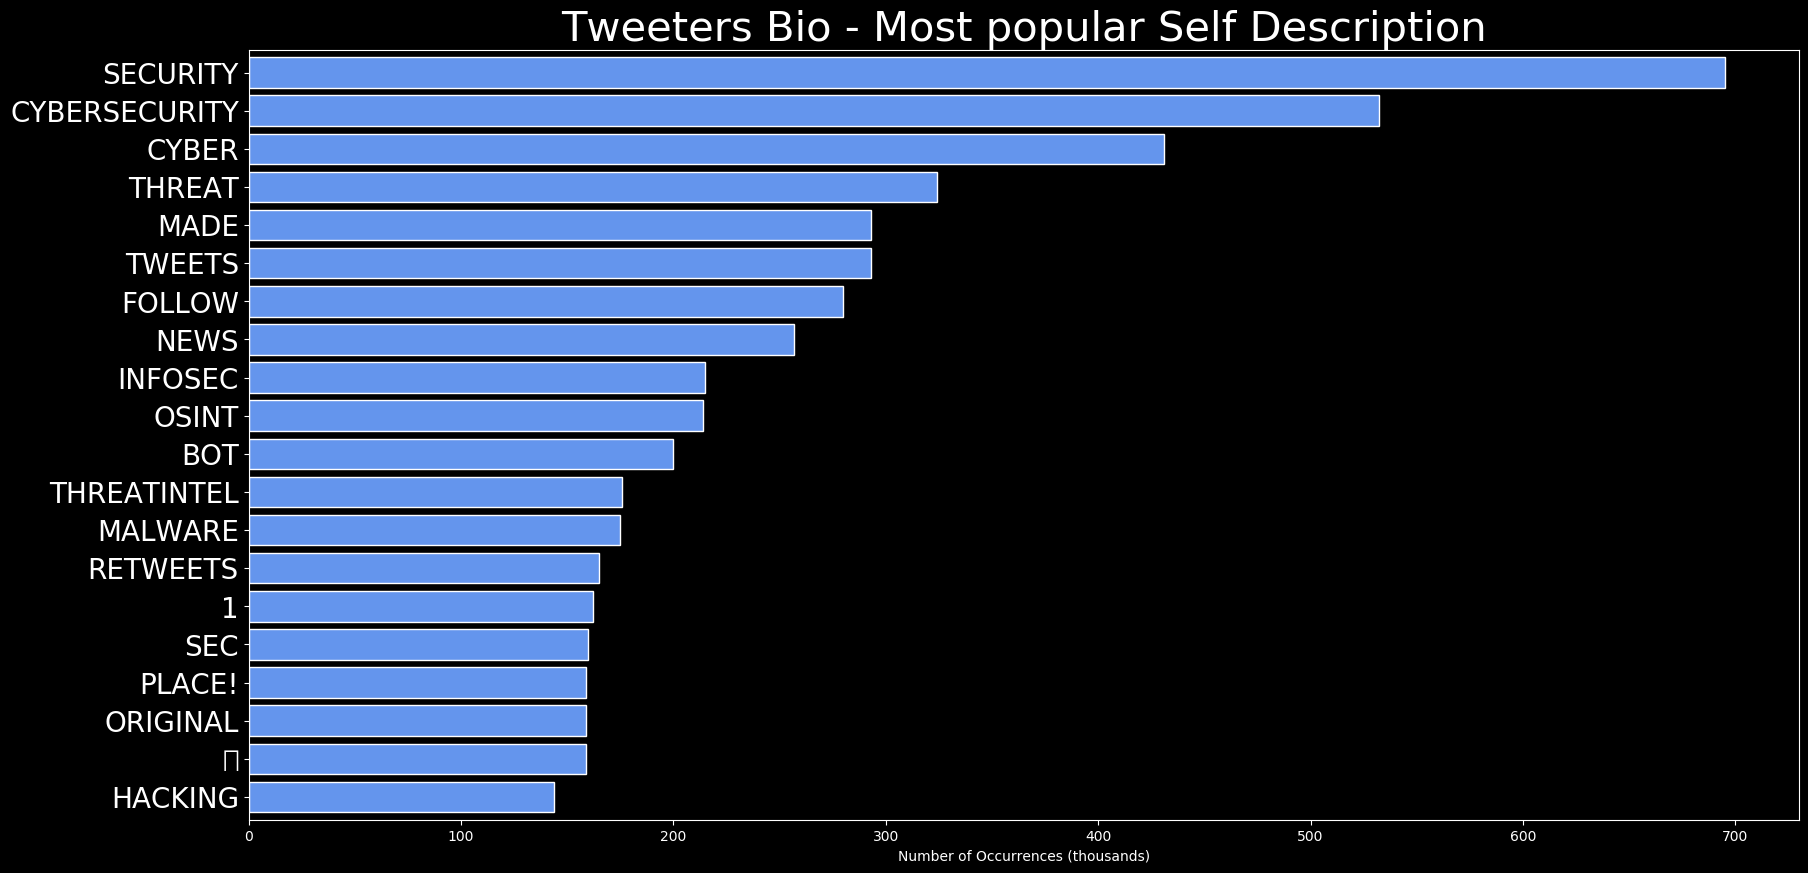 Tweeters Bio - Most popular Self Description
SECURITY
CYBERSECURITY
CYBER
THREAT
MADE
TWEETS
FOLLOW
NEWS
INFOSEC
OSINT
BOT
THREATINTEL
MALWARE
RETWEETS
1
SEC
PLACE!
ORIGINAL
HACKING
0 100 200 300 400 500 600 700
Number of Occurrences (thousands)